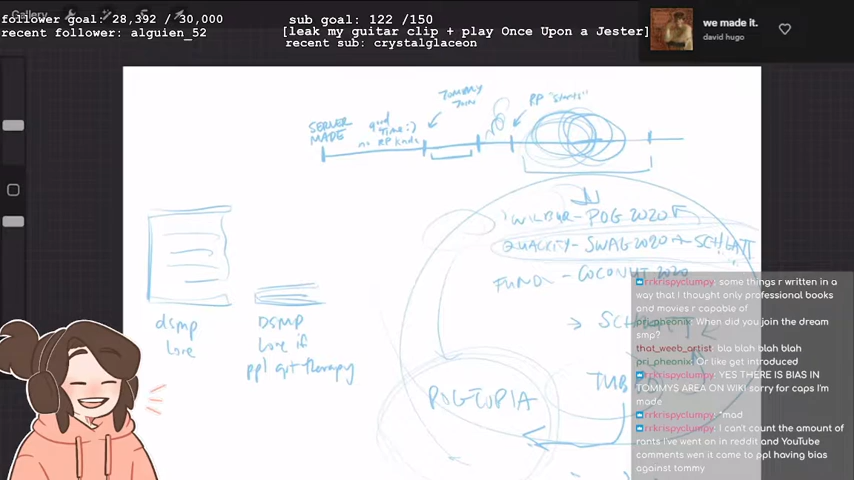 Gallery
follower goal: 28,392 / 30,000
recent follower: alguien_52
sub goal: 122 /150
[leak my guitar clip + play Once Upon a Jester]
recent sub: crystalglaceon
we made it.
david hugo
SERVER MADE
good time :)
no RP kinda
TOMMY JOIN
RP "starts"
WILBUR - POG 2020
QUACKITY - SWAG 2020 + SCHLATT
FUNDY - COCONUT 2020
→ SCHLATT
TUBBO
POGTOPIA
dsmp
lore
DSMP
lore if
ppl got therapy
rrkrispyclumpy: some things r written in a
way that I thought only professional books
and movies r capable of
pci_pheonix: When did you join the dream
smp?
that_weeb_artist: bla blah blah blah
pci_pheonix: Or like get introduced
rrkrispyclumpy: YES THERE IS BIAS IN
TOMMYS AREA ON WIKI sorry for caps I'm
made
rrkrispyclumpy: *mad
rrkrispyclumpy: I can't count the amount of
rants I've went on in reddit and YouTube
comments wen it came to ppl having bias
against tommy